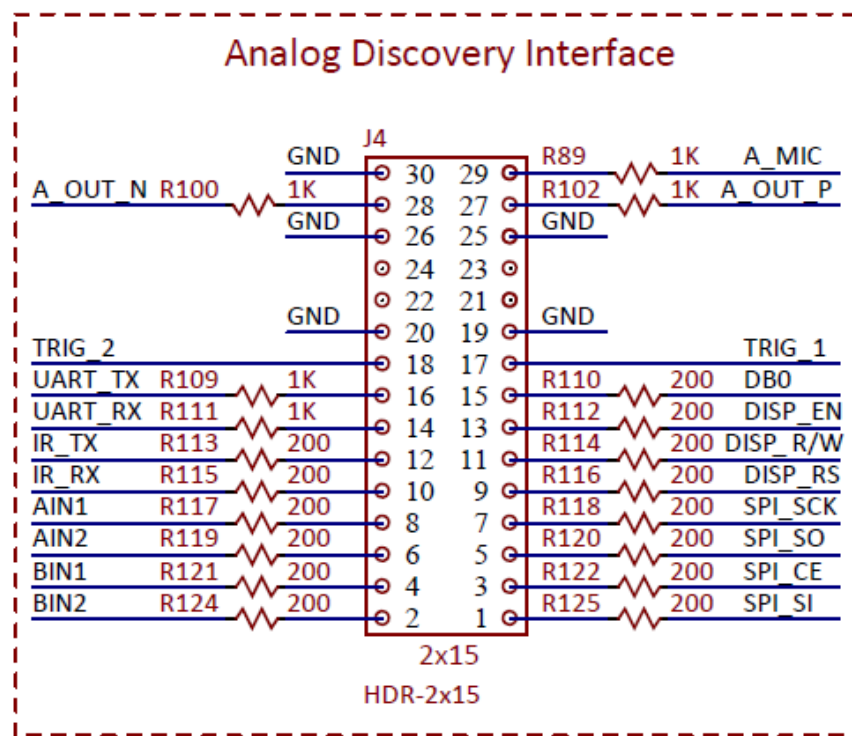 Analog Discovery Interface
J4
GND 30 29 R89 1K A_MIC
A_OUT_N R100 1K 28 27 R102 1K A_OUT_P
GND 26 25 GND
24 23
22 21
GND 20 19 GND
TRIG_2 18 17 TRIG_1
UART_TX R109 1K 16 15 R110 200 DB0
UART_RX R111 1K 14 13 R112 200 DISP_EN
IR_TX R113 200 12 11 R114 200 DISP_R/W
IR_RX R115 200 10 9 R116 200 DISP_RS
AIN1 R117 200 8 7 R118 200 SPI_SCK
AIN2 R119 200 6 5 R120 200 SPI_SO
BIN1 R121 200 4 3 R122 200 SPI_CE
BIN2 R124 200 2 1 R125 200 SPI_SI
2x15
HDR-2x15